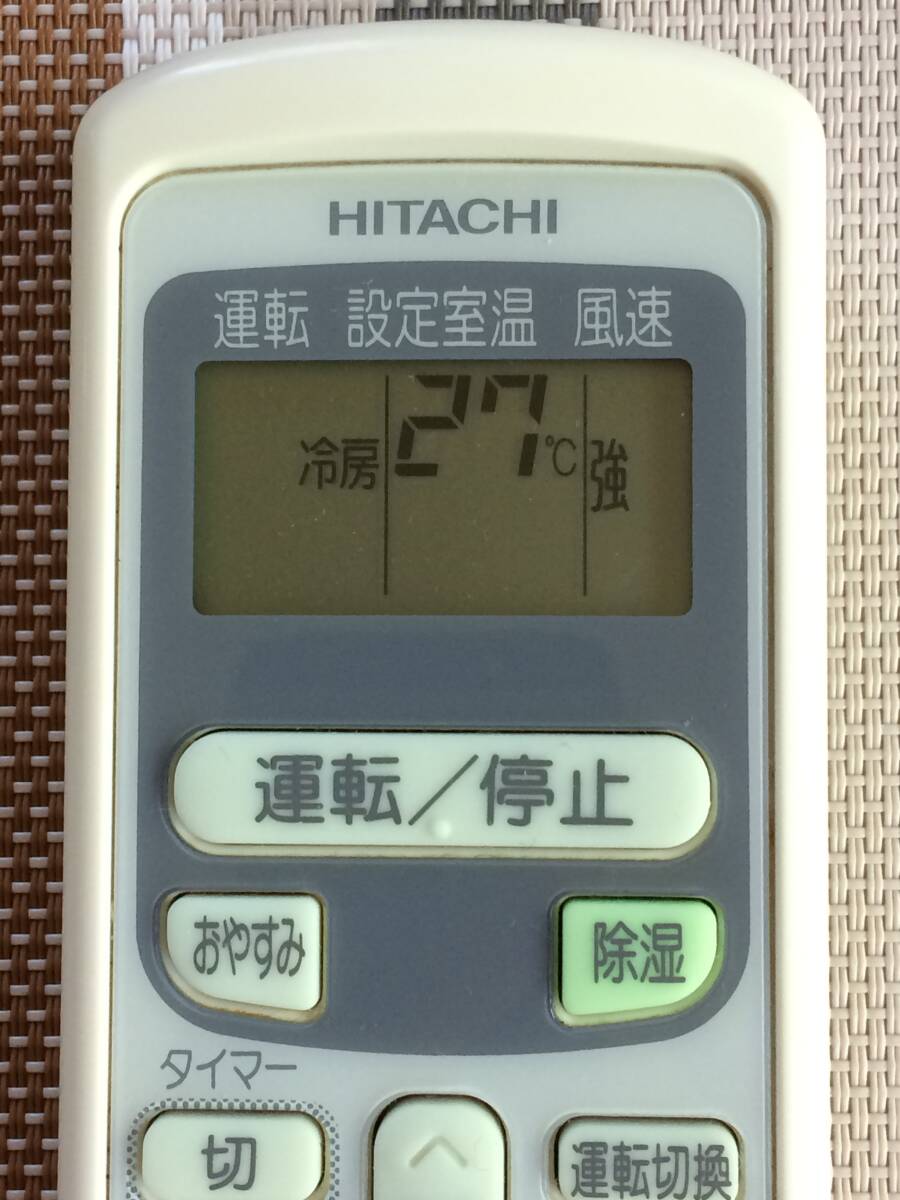 HITACHI
運転 設定室温 風速
冷房 27℃ 強
運転／停止
おやすみ 除湿
タイマー
切 運転切換